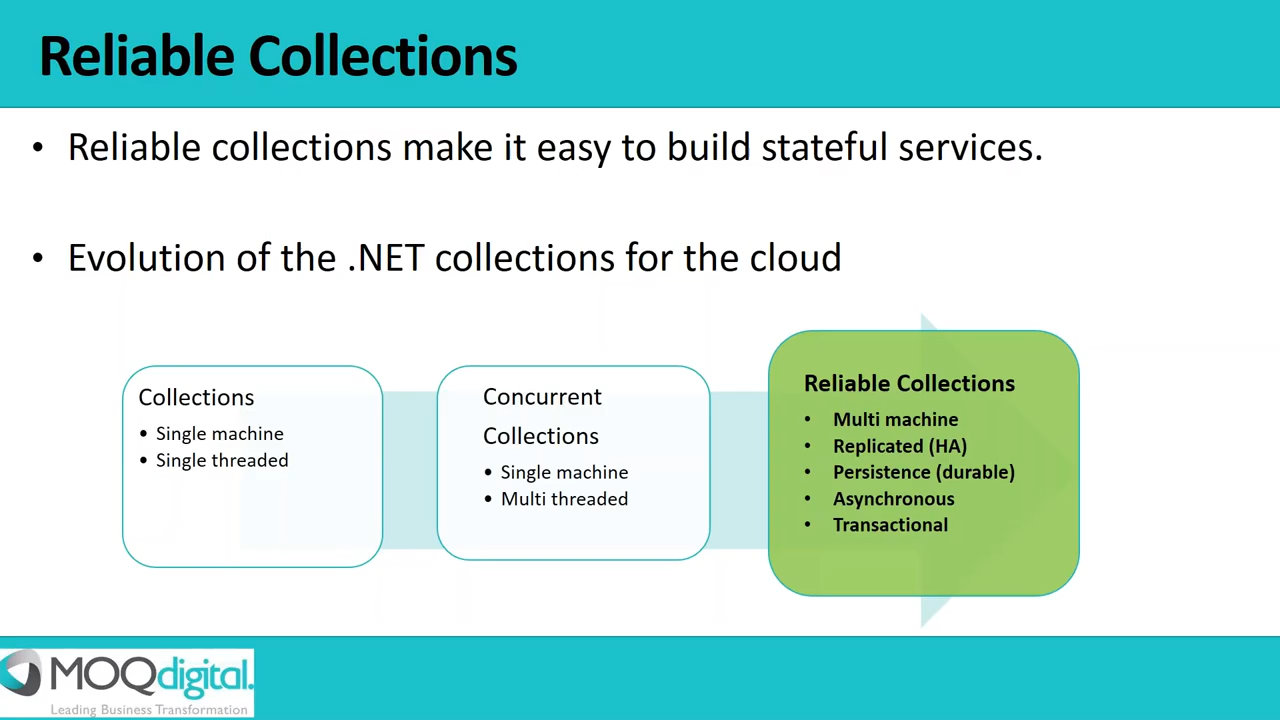 Reliable Collections
• Reliable collections make it easy to build stateful services.
• Evolution of the .NET collections for the cloud
Collections
• Single machine
• Single threaded
Concurrent
Collections
• Single machine
• Multi threaded
Reliable Collections
• Multi machine
• Replicated (HA)
• Persistence (durable)
• Asynchronous
• Transactional
MOQdigital.
Leading Business Transformation